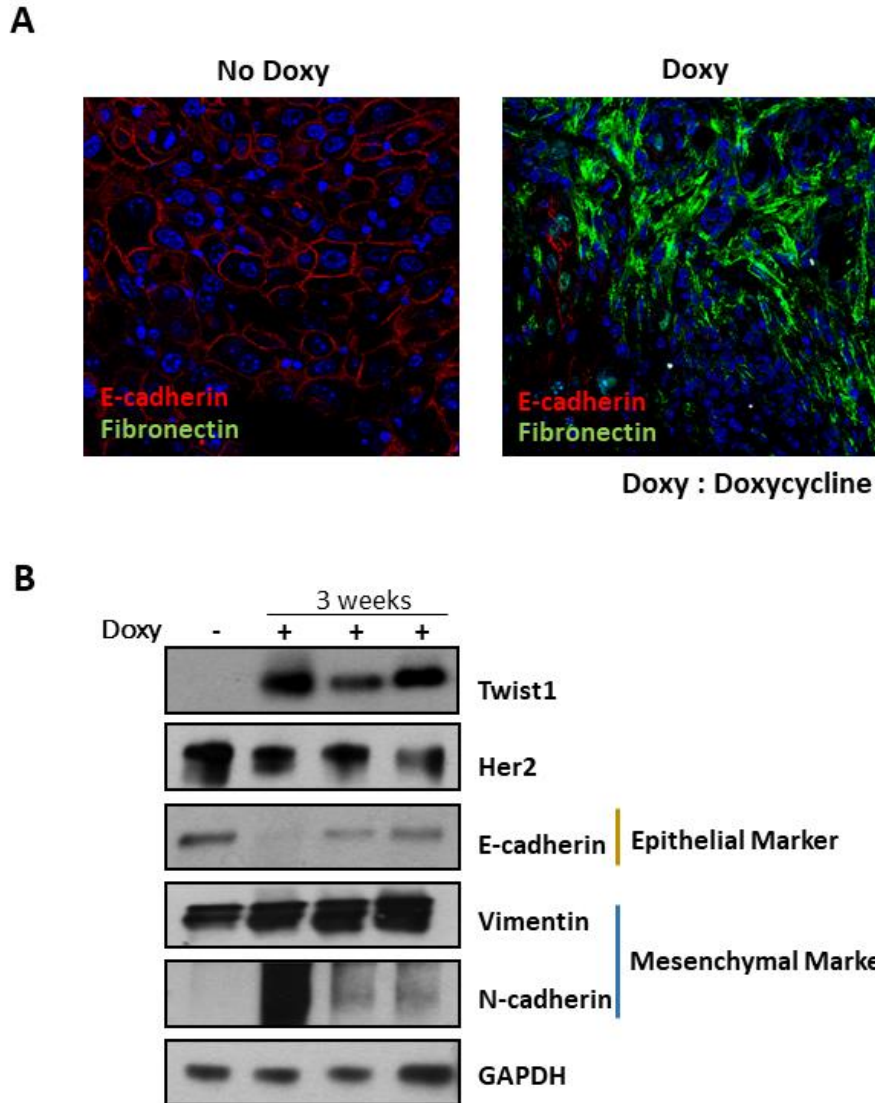 A
No Doxy
Doxy
E-cadherin
Fibronectin
E-cadherin
Fibronectin
Doxy : Doxycycline
B
3 weeks
Doxy - + + +
Twist1
Her2
E-cadherin Epithelial Marker
Vimentin
Mesenchymal Marke
N-cadherin
GAPDH